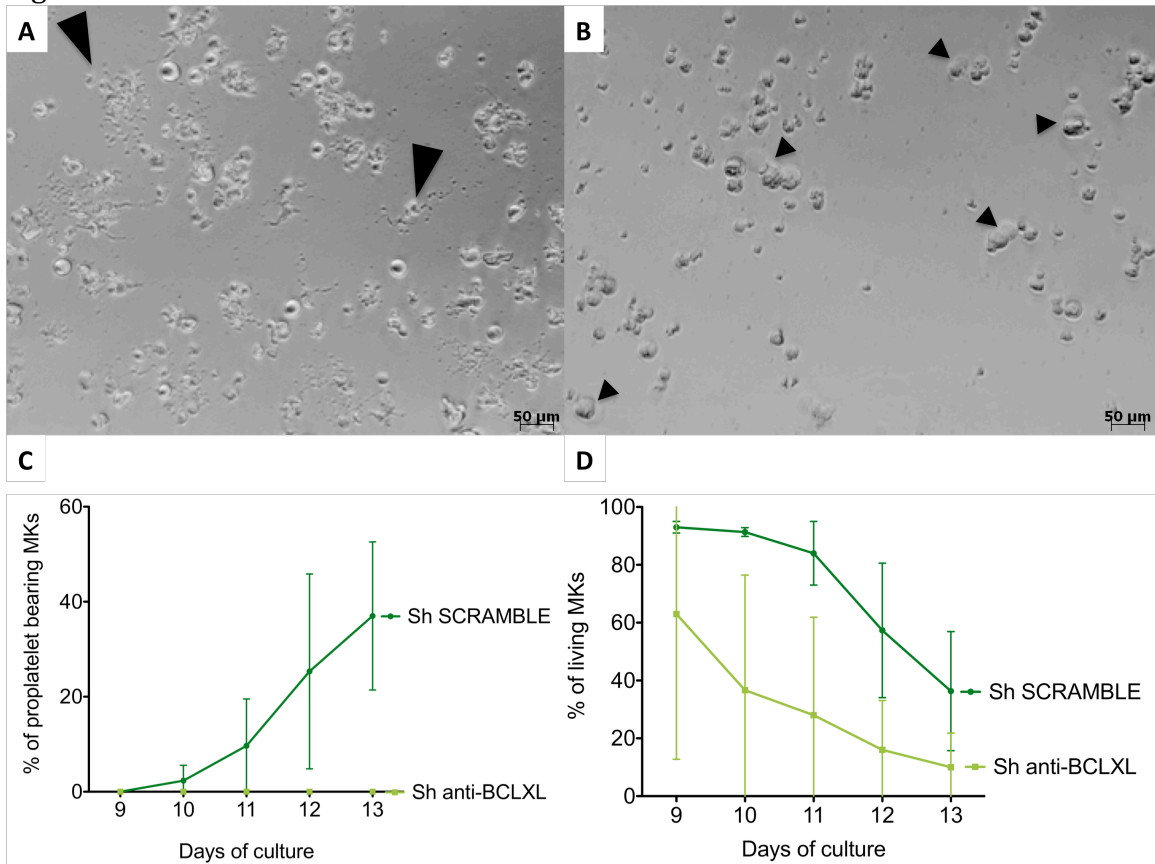 A
B
50 µm
50 µm
C
D
% of proplatelet bearing MKs
60
40
20
0
9 10 11 12 13
Days of culture
Sh SCRAMBLE
Sh anti-BCLXL
% of living MKs
100
80
60
40
20
0
9 10 11 12 13
Days of culture
Sh SCRAMBLE
Sh anti-BCLXL